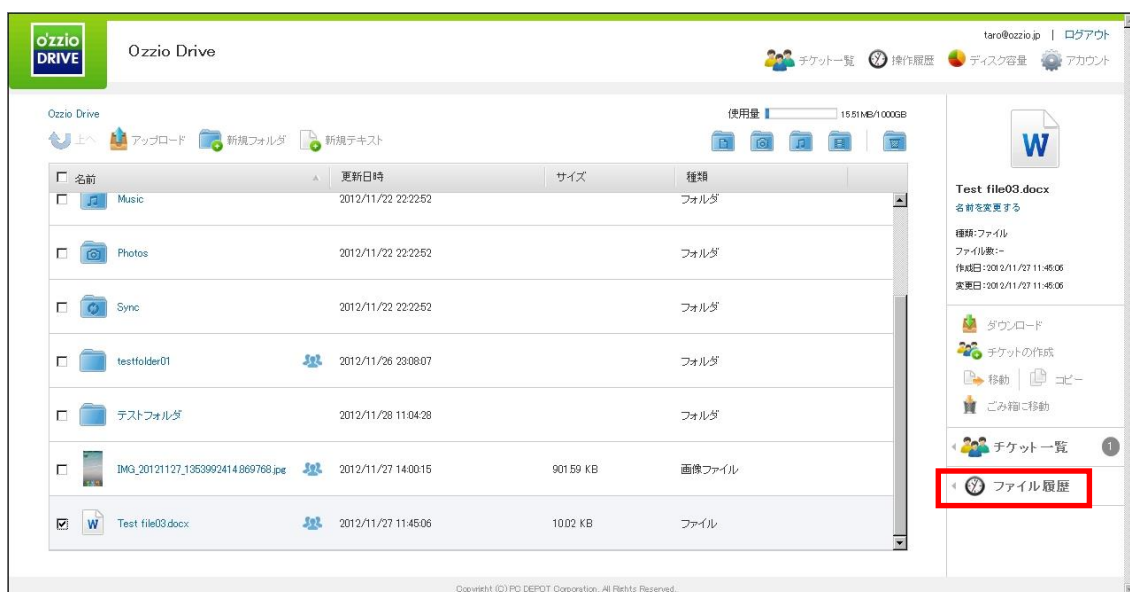 o'zzio
DRIVE
Ozzio Drive
taro@ozzio.jp | ログアウト
チケット一覧 操作履歴 ディスク容量 アカウント
Ozzio Drive
使用量 15.51MB/1000GB
上へ アップロード 新規フォルダ 新規テキスト
名前 更新日時 サイズ 種類
Music 2012/11/22 22:22:52 フォルダ
Photos 2012/11/22 22:22:52 フォルダ
Sync 2012/11/22 22:22:52 フォルダ
testfolder01 2012/11/26 23:08:07 フォルダ
テストフォルダ 2012/11/28 11:04:28 フォルダ
IMG_20121127_1353992414.869768.jpg 2012/11/27 14:00:15 901.59 KB 画像ファイル
W Test file03.docx 2012/11/27 11:45:06 10.02 KB ファイル
W
Test file03.docx
名前を変更する
種類:ファイル
ファイル数:-
作成日:2012/11/27 11:45:06
変更日:2012/11/27 11:45:06
ダウンロード
チケットの作成
移動 コピー
ごみ箱に移動
チケット一覧 1
ファイル履歴
Copyright (C) PC DEPOT Corporation. All Rights Reserved.